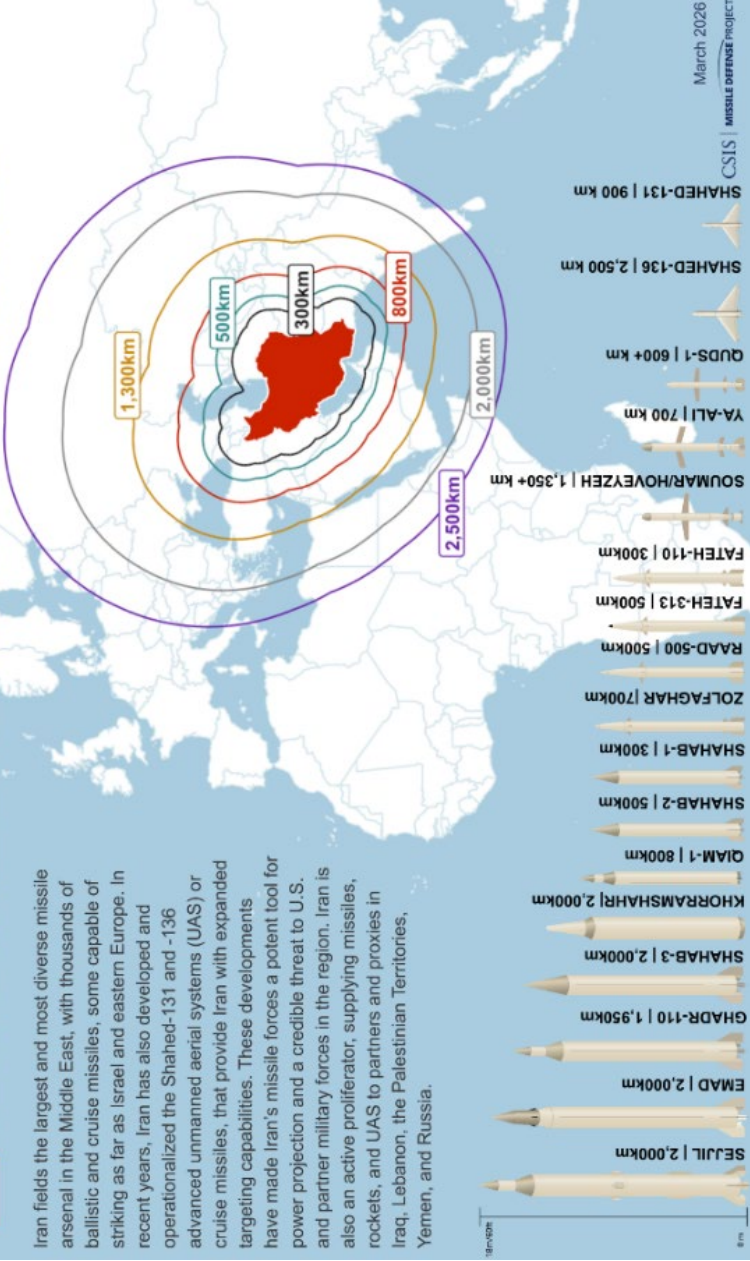 Iran fields the largest and most diverse missile
arsenal in the Middle East, with thousands of
ballistic and cruise missiles, some capable of
striking as far as Israel and eastern Europe. In
recent years, Iran has also developed and
operationalized the Shahed-131 and -136
advanced unmanned aerial systems (UAS) or
cruise missiles, that provide Iran with expanded
targeting capabilities. These developments
have made Iran's missile forces a potent tool for
power projection and a credible threat to U.S.
and partner military forces in the region. Iran is
also an active proliferator, supplying missiles,
rockets, and UAS to partners and proxies in
Iraq, Lebanon, the Palestinian Territories,
Yemen, and Russia.
1,300km
500km
300km
800km
2,000km
2,500km
18m/60ft
0 m
SEJJIL | 2,000km
EMAD | 2,000km
GHADR-110 | 1,950km
SHAHAB-3 | 2,000km
KHORRAMSHAHR| 2,000km
QIAM-1 | 800km
SHAHAB-2 | 500km
SHAHAB-1 | 300km
ZOLFAGHAR |700km
RAAD-500 | 500km
FATEH-313 | 500km
FATEH-110 | 300km
SOUMAR/HOVEYZEH | 1,350+ km
YA-ALI | 700 km
QUDS-1 | 600+ km
SHAHED-136 | 2,500 km
SHAHED-131 | 900 km
March 2026
CSIS | MISSILE DEFENSE PROJECT